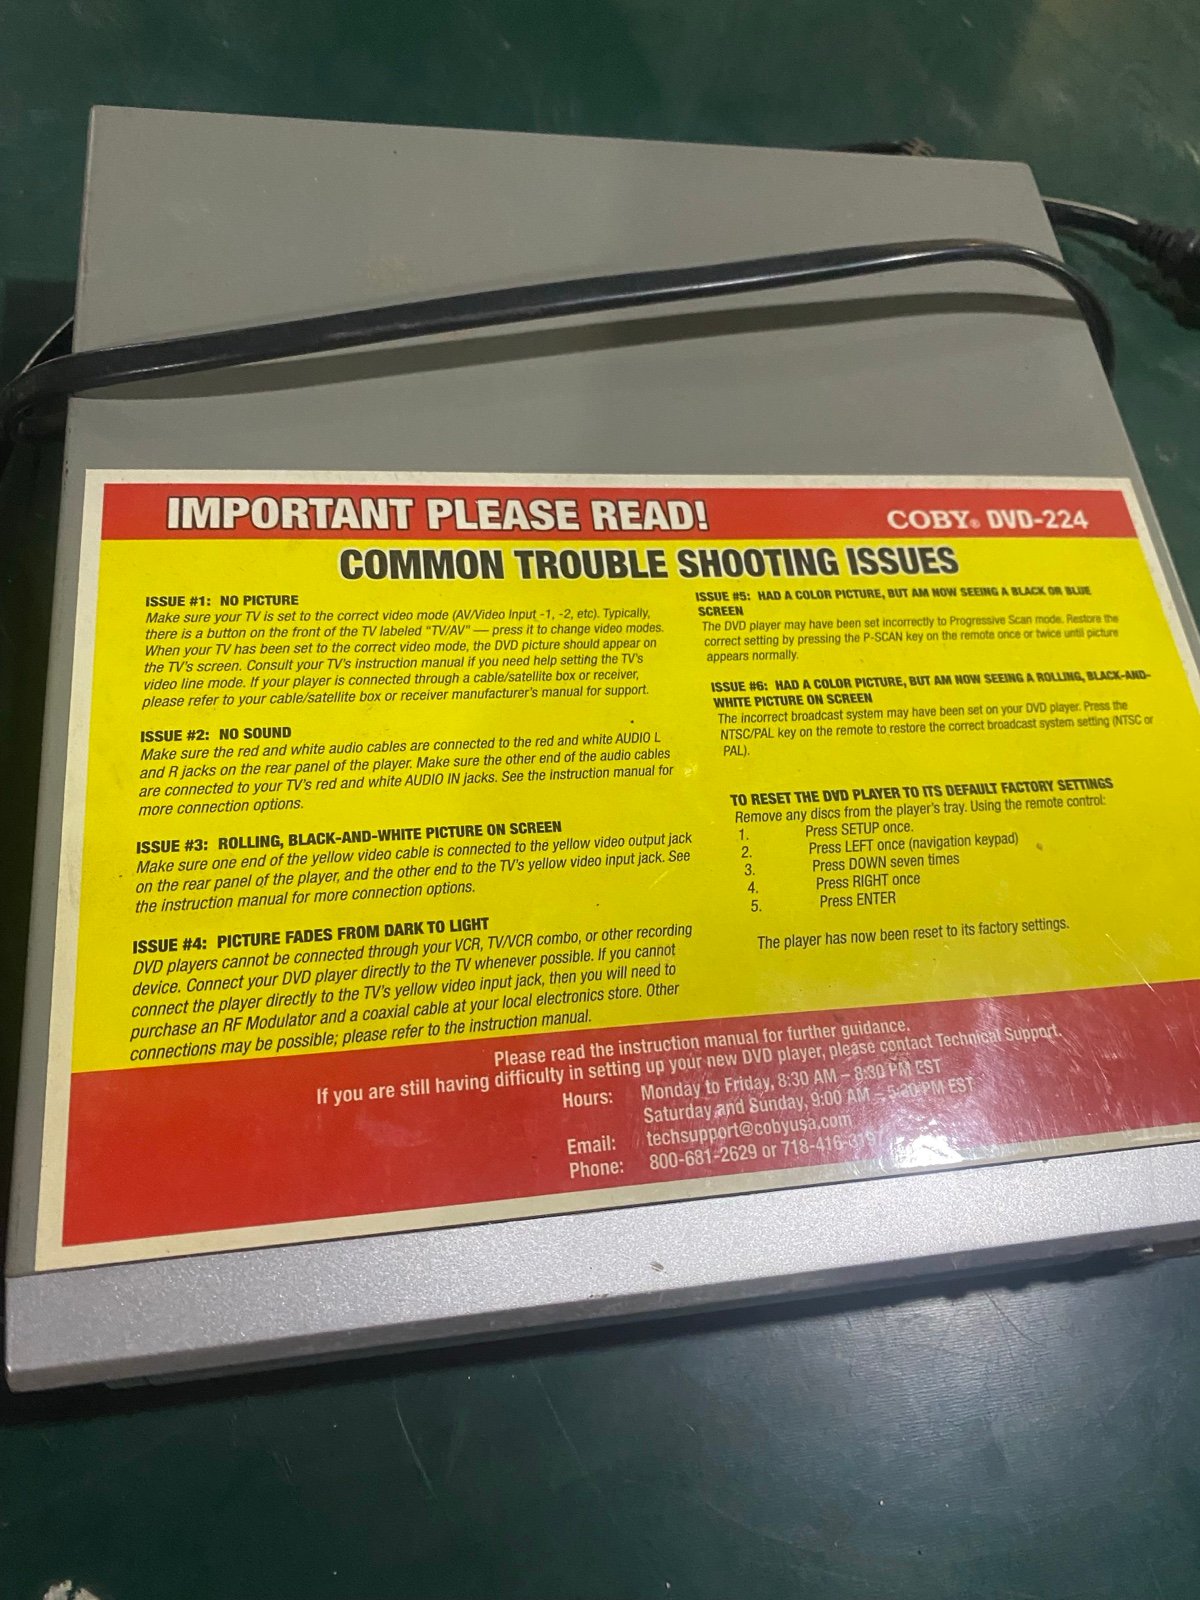 IMPORTANT PLEASE READ!
COBY® DVD-224
COMMON TROUBLE SHOOTING ISSUES
ISSUE #1: NO PICTURE
Make sure your TV is set to the correct video mode (AV/Video Input -1, -2, etc). Typically,
there is a button on the front of the TV labeled "TV/AV" — press it to change video modes.
When your TV has been set to the correct video mode, the DVD picture should appear on
the TV's screen. Consult your TV's instruction manual if you need help setting the TV's
video line mode. If your player is connected through a cable/satellite box or receiver,
please refer to your cable/satellite box or receiver manufacturer's manual for support.
ISSUE #2: NO SOUND
Make sure the red and white audio cables are connected to the red and white AUDIO L
and R jacks on the rear panel of the player. Make sure the other end of the audio cables
are connected to your TV's red and white AUDIO IN jacks. See the instruction manual for
more connection options.
ISSUE #3: ROLLING, BLACK-AND-WHITE PICTURE ON SCREEN
Make sure one end of the yellow video cable is connected to the yellow video output jack
on the rear panel of the player, and the other end to the TV's yellow video input jack. See
the instruction manual for more connection options.
ISSUE #4: PICTURE FADES FROM DARK TO LIGHT
DVD players cannot be connected through your VCR, TV/VCR combo, or other recording
device. Connect your DVD player directly to the TV whenever possible. If you cannot
connect the player directly to the TV's yellow video input jack, then you will need to
purchase an RF Modulator and a coaxial cable at your local electronics store. Other
connections may be possible; please refer to the instruction manual.
ISSUE #5: HAD A COLOR PICTURE, BUT AM NOW SEEING A BLACK OR BLUE
SCREEN
The DVD player may have been set incorrectly to Progressive Scan mode. Restore the
correct setting by pressing the P-SCAN key on the remote once or twice until picture
appears normally.
ISSUE #6: HAD A COLOR PICTURE, BUT AM NOW SEEING A ROLLING, BLACK-AND-
WHITE PICTURE ON SCREEN
The incorrect broadcast system may have been set on your DVD player. Press the
NTSC/PAL key on the remote to restore the correct broadcast system setting (NTSC or
PAL).
TO RESET THE DVD PLAYER TO ITS DEFAULT FACTORY SETTINGS
Remove any discs from the player's tray. Using the remote control:
1. Press SETUP once.
2. Press LEFT once (navigation keypad)
3. Press DOWN seven times
4. Press RIGHT once
5. Press ENTER
The player has now been reset to its factory settings.
Please read the instruction manual for further guidance.
If you are still having difficulty in setting up your new DVD player, please contact Technical Support.
Hours: Monday to Friday, 8:30 AM – 8:30 PM EST
Saturday and Sunday, 9:00 AM – 5:30 PM EST
Email: techsupport@cobyusa.com
Phone: 800-681-2629 or 718-416-3197